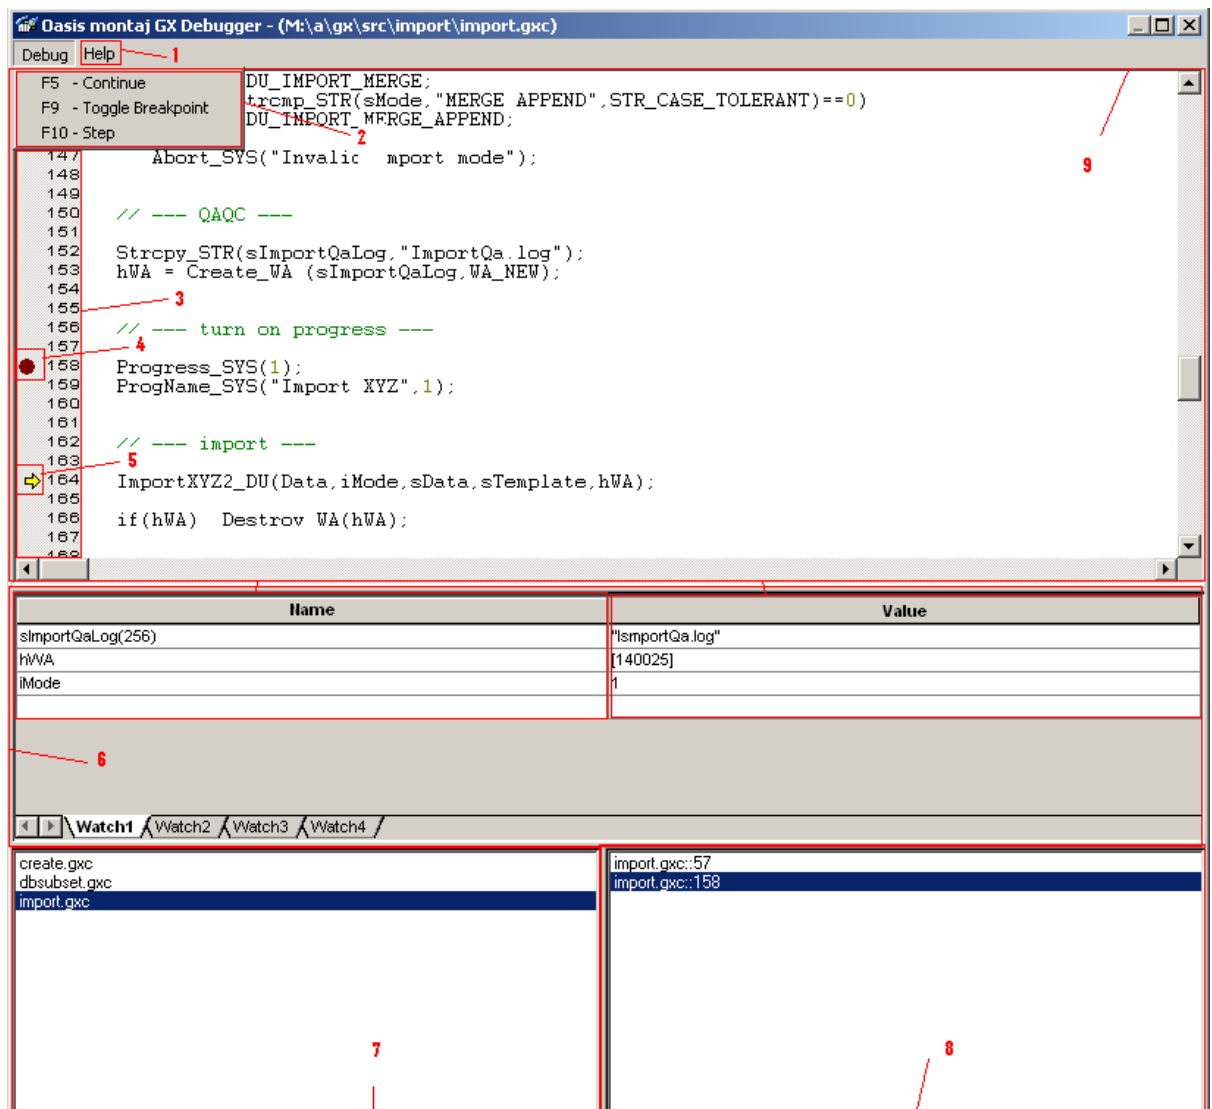 Oasis montaj GX Debugger - (M:\a\gx\src\import\import.gxc)
Debug Help 1
F5 - Continue
F9 - Toggle Breakpoint
F10 - Step
2
DU_IMPORT_MERGE;
trcmp_STR(sMode,"MERGE APPEND",STR_CASE_TOLERANT)==0)
DU_IMPORT_MERGE_APPEND;
9
147 Abort_SYS("Invalic mport mode");
148
149
150 // --- QAQC ---
151
152 Strcpy_STR(sImportQaLog,"ImportQa.log");
153 hWA = Create_WA (sImportQaLog,WA_NEW);
154
155 3
156 // --- turn on progress ---
157 4
158 Progress_SYS(1);
159 ProgName_SYS("Import XYZ",1);
160
161
162 // --- import ---
163 5
164 ImportXYZ2_DU(Data,iMode,sData,sTemplate,hWA);
165
166 if(hWA) Destroy WA(hWA);
167
168
Name Value
sImportQaLog(256) "IsmportQa.log"
hWA [140025]
iMode 1
6
Watch1 Watch2 Watch3 Watch4
create.gxc
dbsubset.gxc
import.gxc
7
import.gxc::57
import.gxc::158
8